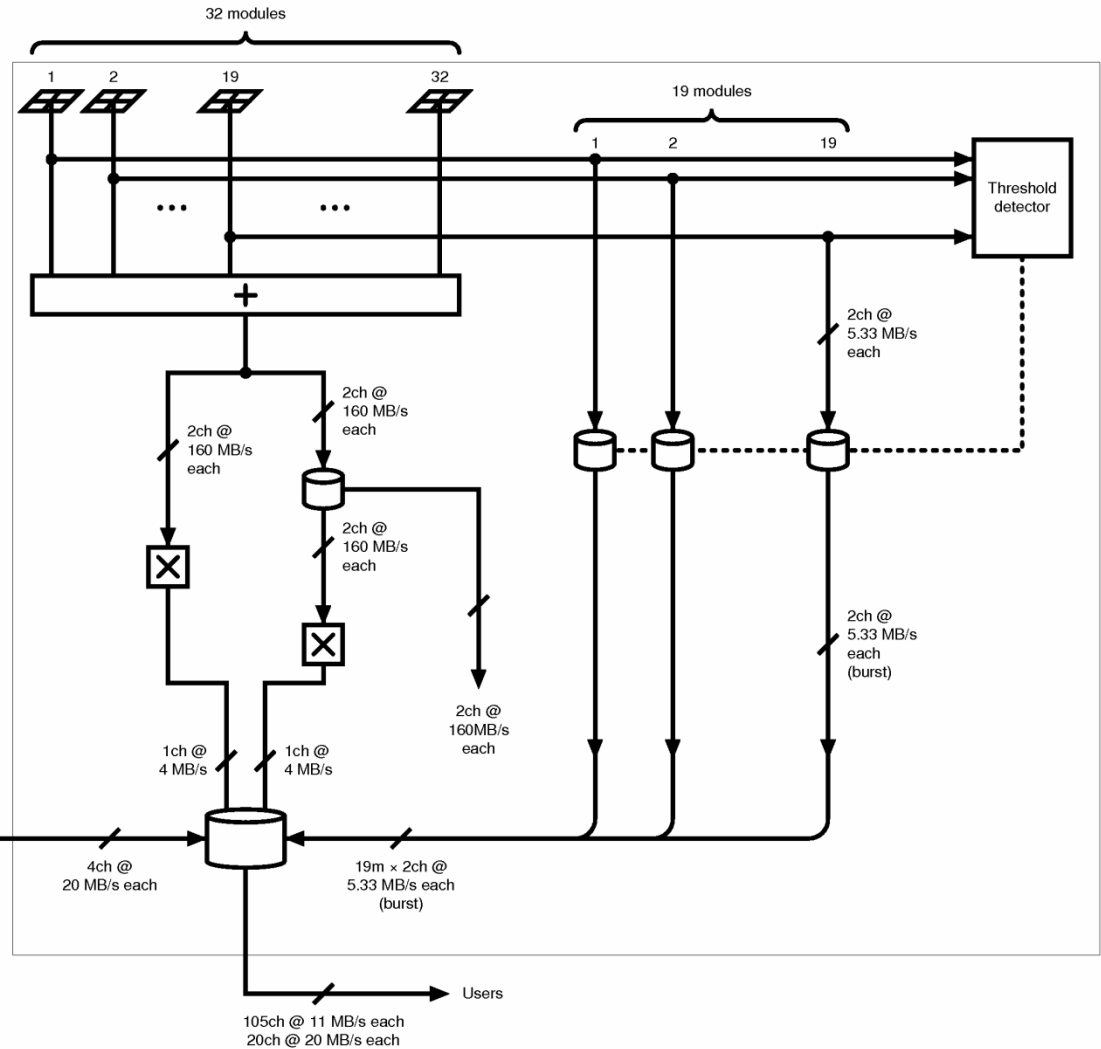 32 modules
1
2
19
32
19 modules
1
2
19
Threshold
detector
+
2ch @
5.33 MB/s
each
2ch @
160 MB/s
each
2ch @
160 MB/s
each
2ch @
160 MB/s
each
2ch @
5.33 MB/s
each
(burst)
2ch @
160MB/s
each
1ch @
4 MB/s
1ch @
4 MB/s
4ch @
20 MB/s each
19m × 2ch @
5.33 MB/s each
(burst)
Users
105ch @ 11 MB/s each
20ch @ 20 MB/s each